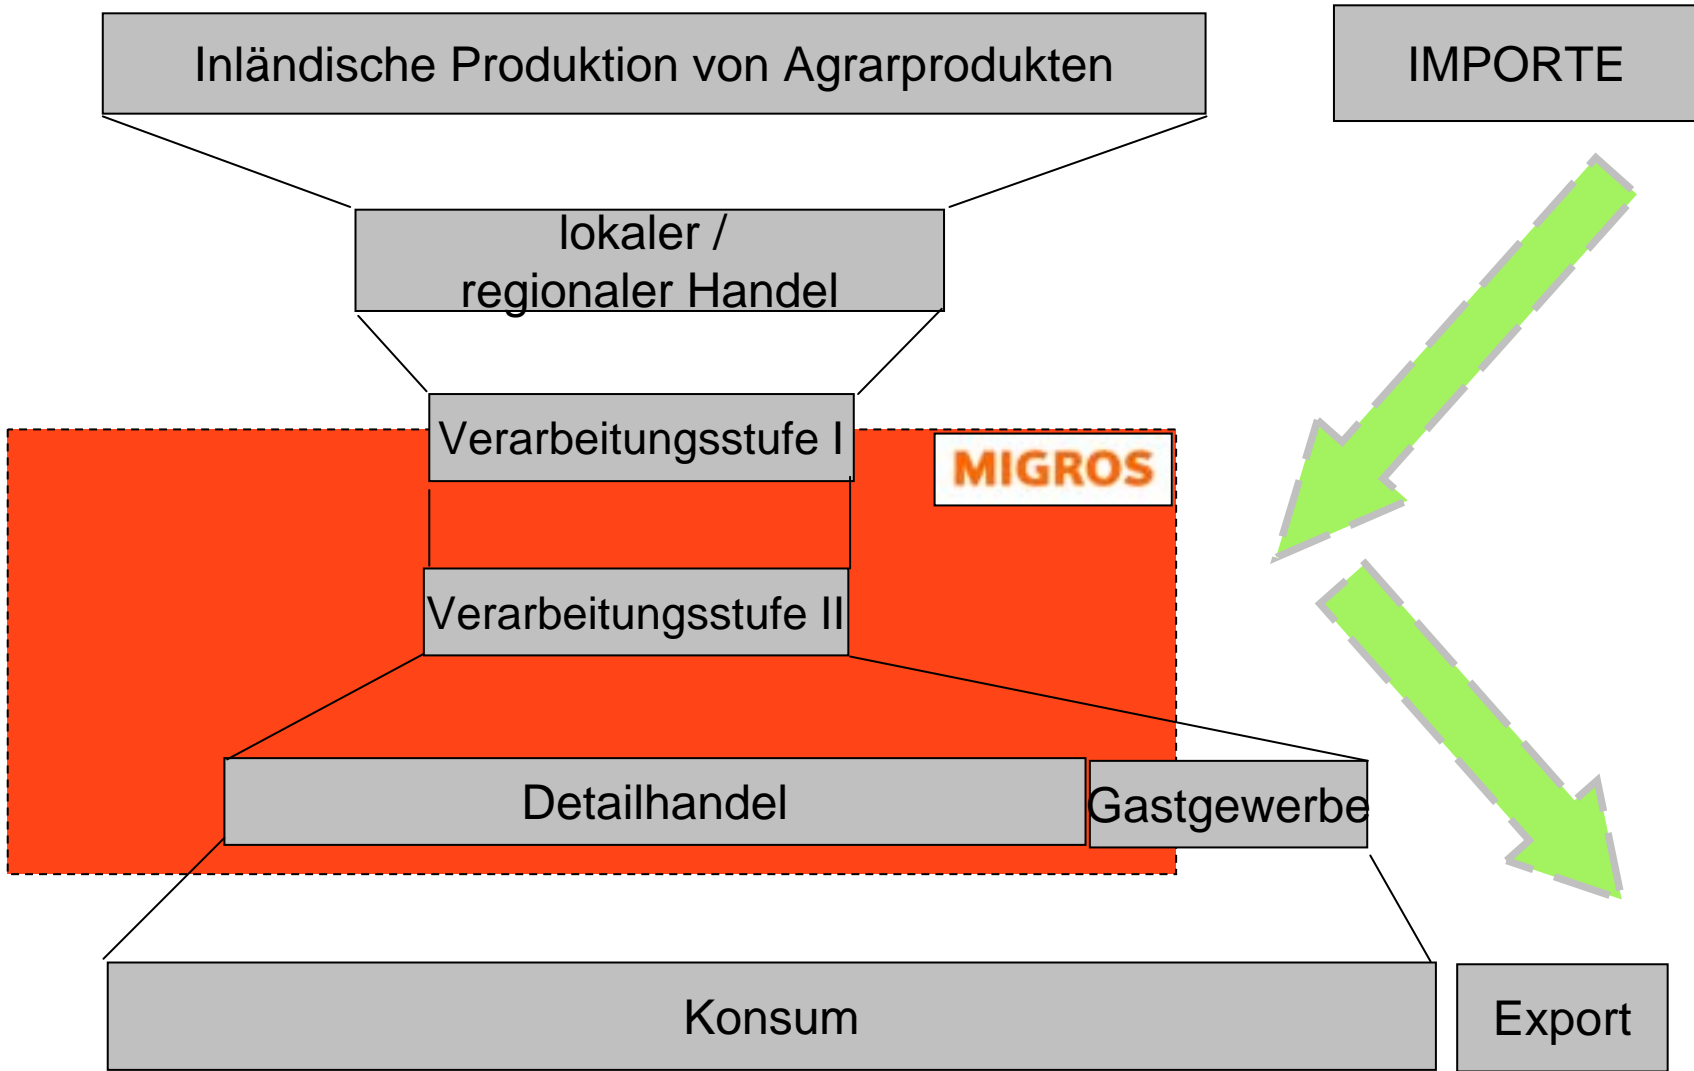 Inländische Produktion von Agrarprodukten
IMPORTE
lokaler /
regionaler Handel
Verarbeitungsstufe I
MIGROS
Verarbeitungsstufe II
Detailhandel
Gastgewerbe
Konsum
Export